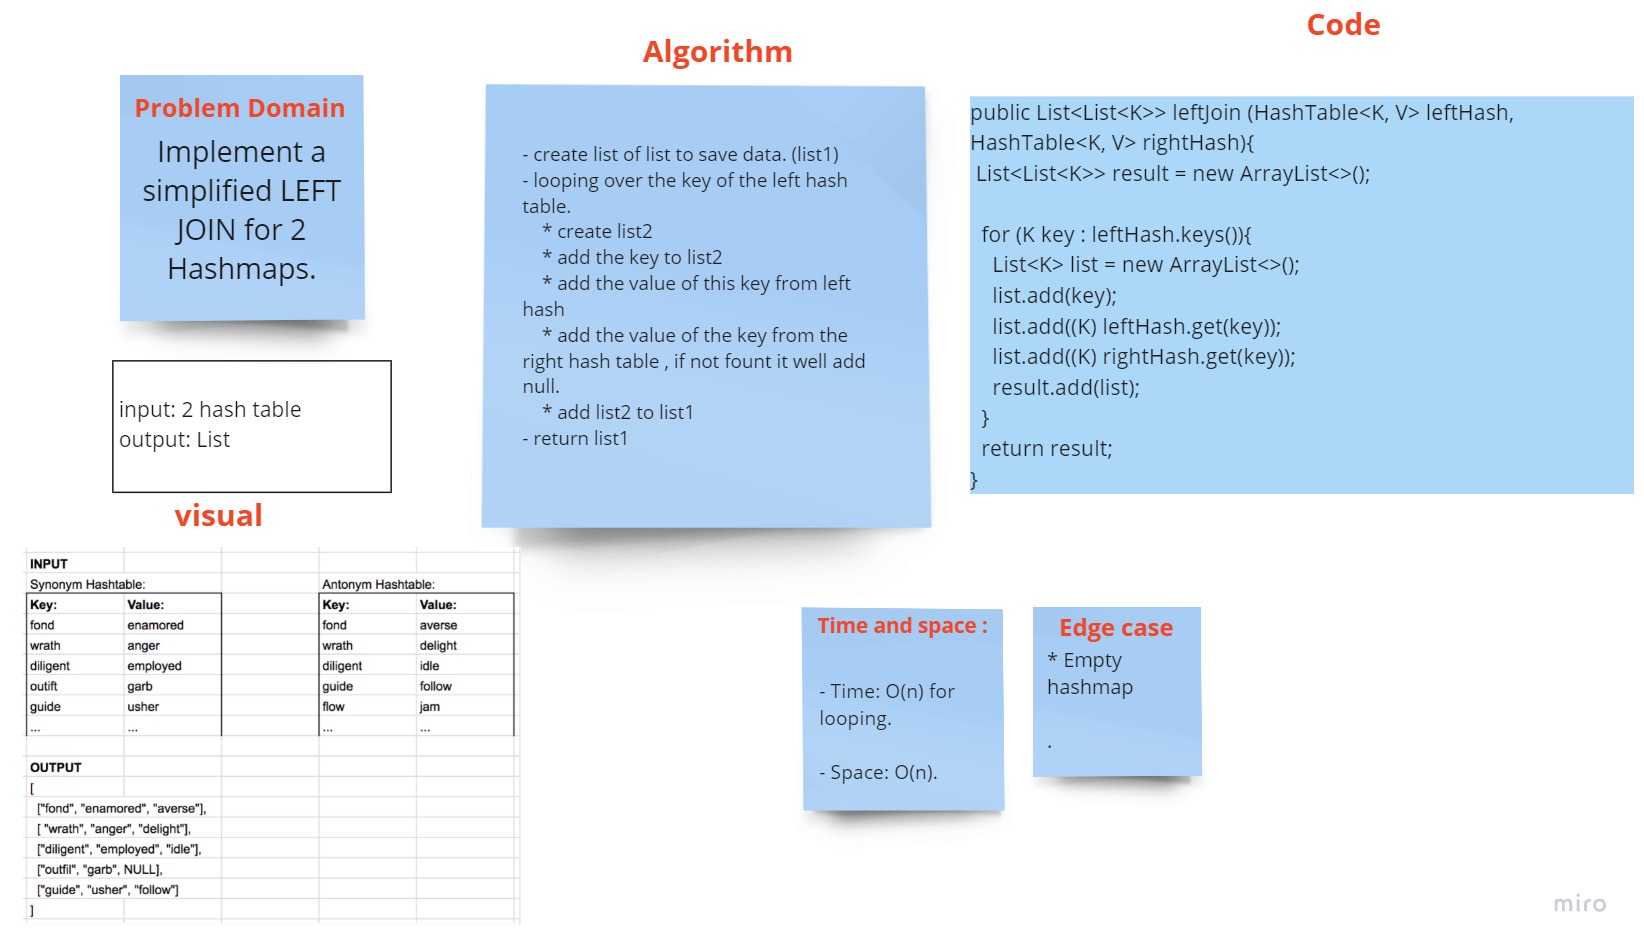 Problem Domain
Implement a
simplified LEFT
JOIN for 2
Hashmaps.
input: 2 hash table
output: List
Algorithm
- create list of list to save data. (list1)
- looping over the key of the left hash
table.
* create list2
* add the key to list2
* add the value of this key from left
hash
* add the value of the key from the
right hash table , if not fount it well add
null.
* add list2 to list1
- return list1
Code
public List<List<K>> leftJoin (HashTable<K, V> leftHash,
HashTable<K, V> rightHash){
List<List<K>> result = new ArrayList<>();
for (K key : leftHash.keys()){
List<K> list = new ArrayList<>();
list.add(key);
list.add((K) leftHash.get(key));
list.add((K) rightHash.get(key));
result.add(list);
}
return result;
}
visual
INPUT
Synonym Hashtable: Antonym Hashtable:
Key: Value: Key: Value:
fond enamored fond averse
wrath anger wrath delight
diligent employed diligent idle
outift garb guide follow
guide usher flow jam
... ... ... ...
OUTPUT
[
["fond", "enamored", "averse"],
[ "wrath", "anger", "delight"],
["diligent", "employed", "idle"],
["outfil", "garb", NULL],
["guide", "usher", "follow"]
]
Time and space :
- Time: O(n) for
looping.
- Space: O(n).
Edge case
* Empty
hashmap
.
miro